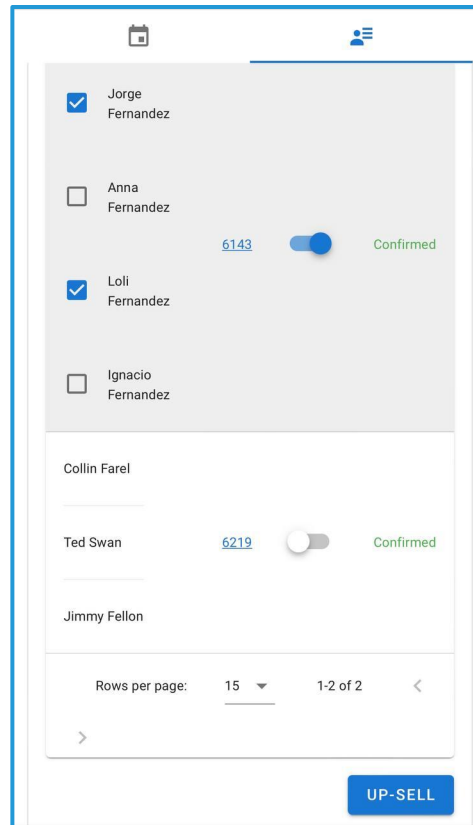 Jorge
Fernandez
Anna
Fernandez
6143 Confirmed
Loli
Fernandez
Ignacio
Fernandez
Collin Farel
Ted Swan 6219 Confirmed
Jimmy Fellon
Rows per page: 15 1-2 of 2
UP-SELL